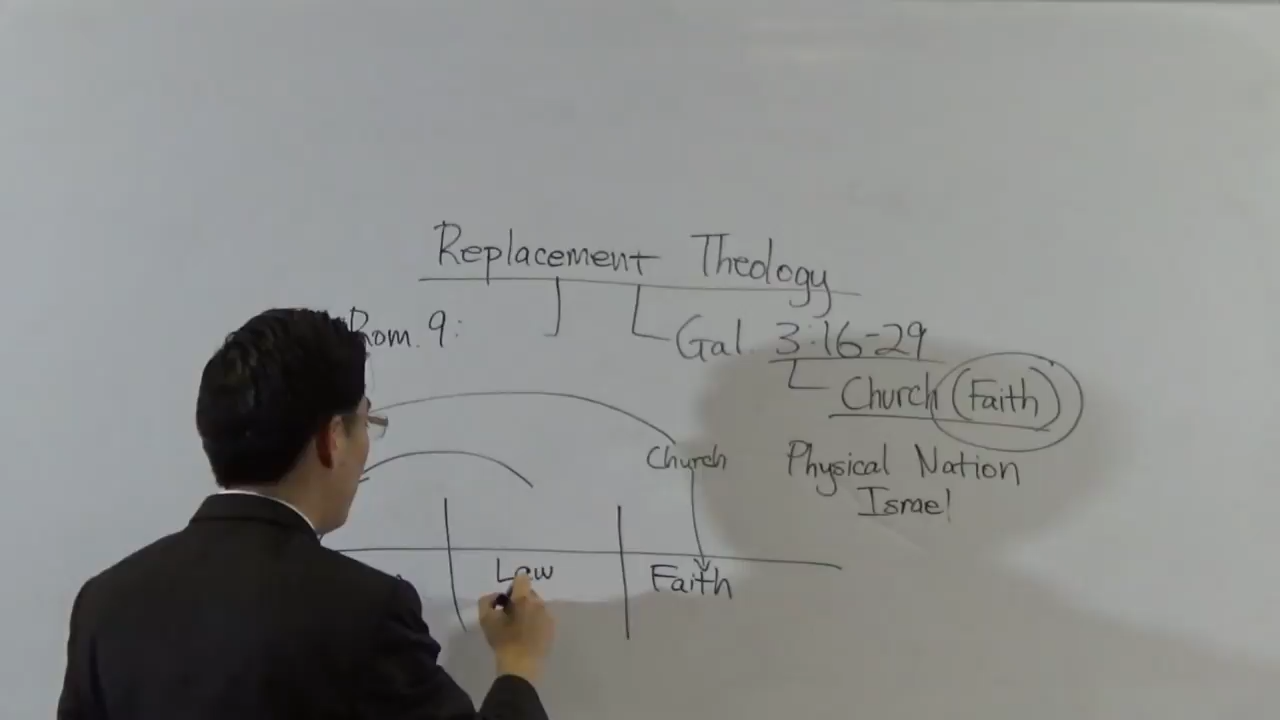 Replacement Theology
Rom. 9:
Gal. 3:16-29
Church (Faith)
Church
Physical Nation
Israel
Law
Faith